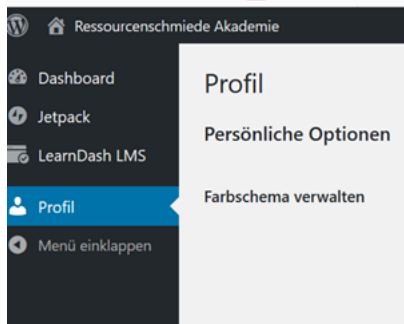 Ressourcenschmiede Akademie
Dashboard
Jetpack
LearnDash LMS
Profil
Menü einklappen
Profil
Persönliche Optionen
Farbschema verwalten